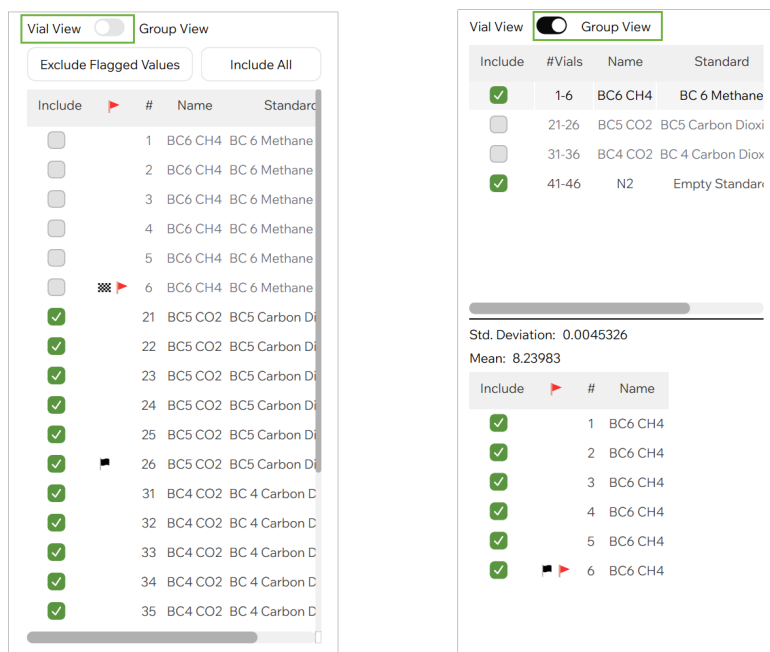 Vial View Group View
Exclude Flagged Values Include All
Include # Name Standard
1 BC6 CH4 BC 6 Methane
2 BC6 CH4 BC 6 Methane
3 BC6 CH4 BC 6 Methane
4 BC6 CH4 BC 6 Methane
5 BC6 CH4 BC 6 Methane
6 BC6 CH4 BC 6 Methane
21 BC5 CO2 BC5 Carbon Di
22 BC5 CO2 BC5 Carbon Di
23 BC5 CO2 BC5 Carbon Di
24 BC5 CO2 BC5 Carbon Di
25 BC5 CO2 BC5 Carbon Di
26 BC5 CO2 BC5 Carbon Di
31 BC4 CO2 BC 4 Carbon D
32 BC4 CO2 BC 4 Carbon D
33 BC4 CO2 BC 4 Carbon D
34 BC4 CO2 BC 4 Carbon D
35 BC4 CO2 BC 4 Carbon D
Vial View Group View
Include #Vials Name Standard
1-6 BC6 CH4 BC 6 Methane
21-26 BC5 CO2 BC5 Carbon Dioxi
31-36 BC4 CO2 BC 4 Carbon Diox
41-46 N2 Empty Standar
Std. Deviation: 0.0045326
Mean: 8.23983
Include # Name
1 BC6 CH4
2 BC6 CH4
3 BC6 CH4
4 BC6 CH4
5 BC6 CH4
6 BC6 CH4